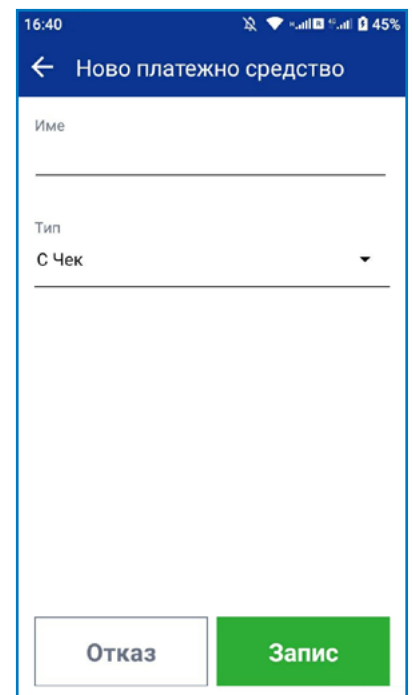 16:40 45%
Ново платежно средство
Име
Тип
С Чек
Отказ
Запис